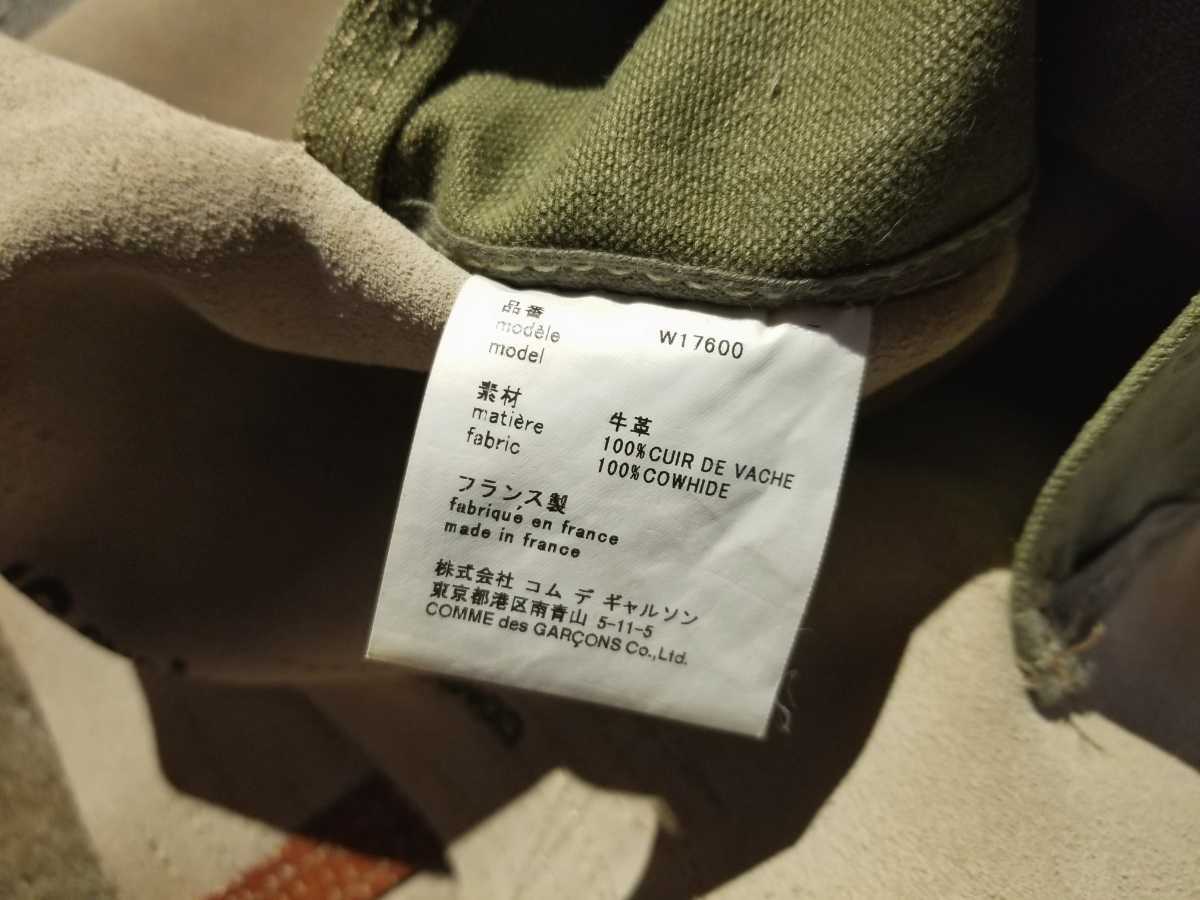 品番
modèle
model
W17600
素材
matière
fabric
牛革
100%CUIR DE VACHE
100%COWHIDE
フランス製
fabriqué en france
made in france
株式会社 コム デ ギャルソン
東京都港区南青山 5-11-5
COMME des GARÇONS Co.,Ltd.